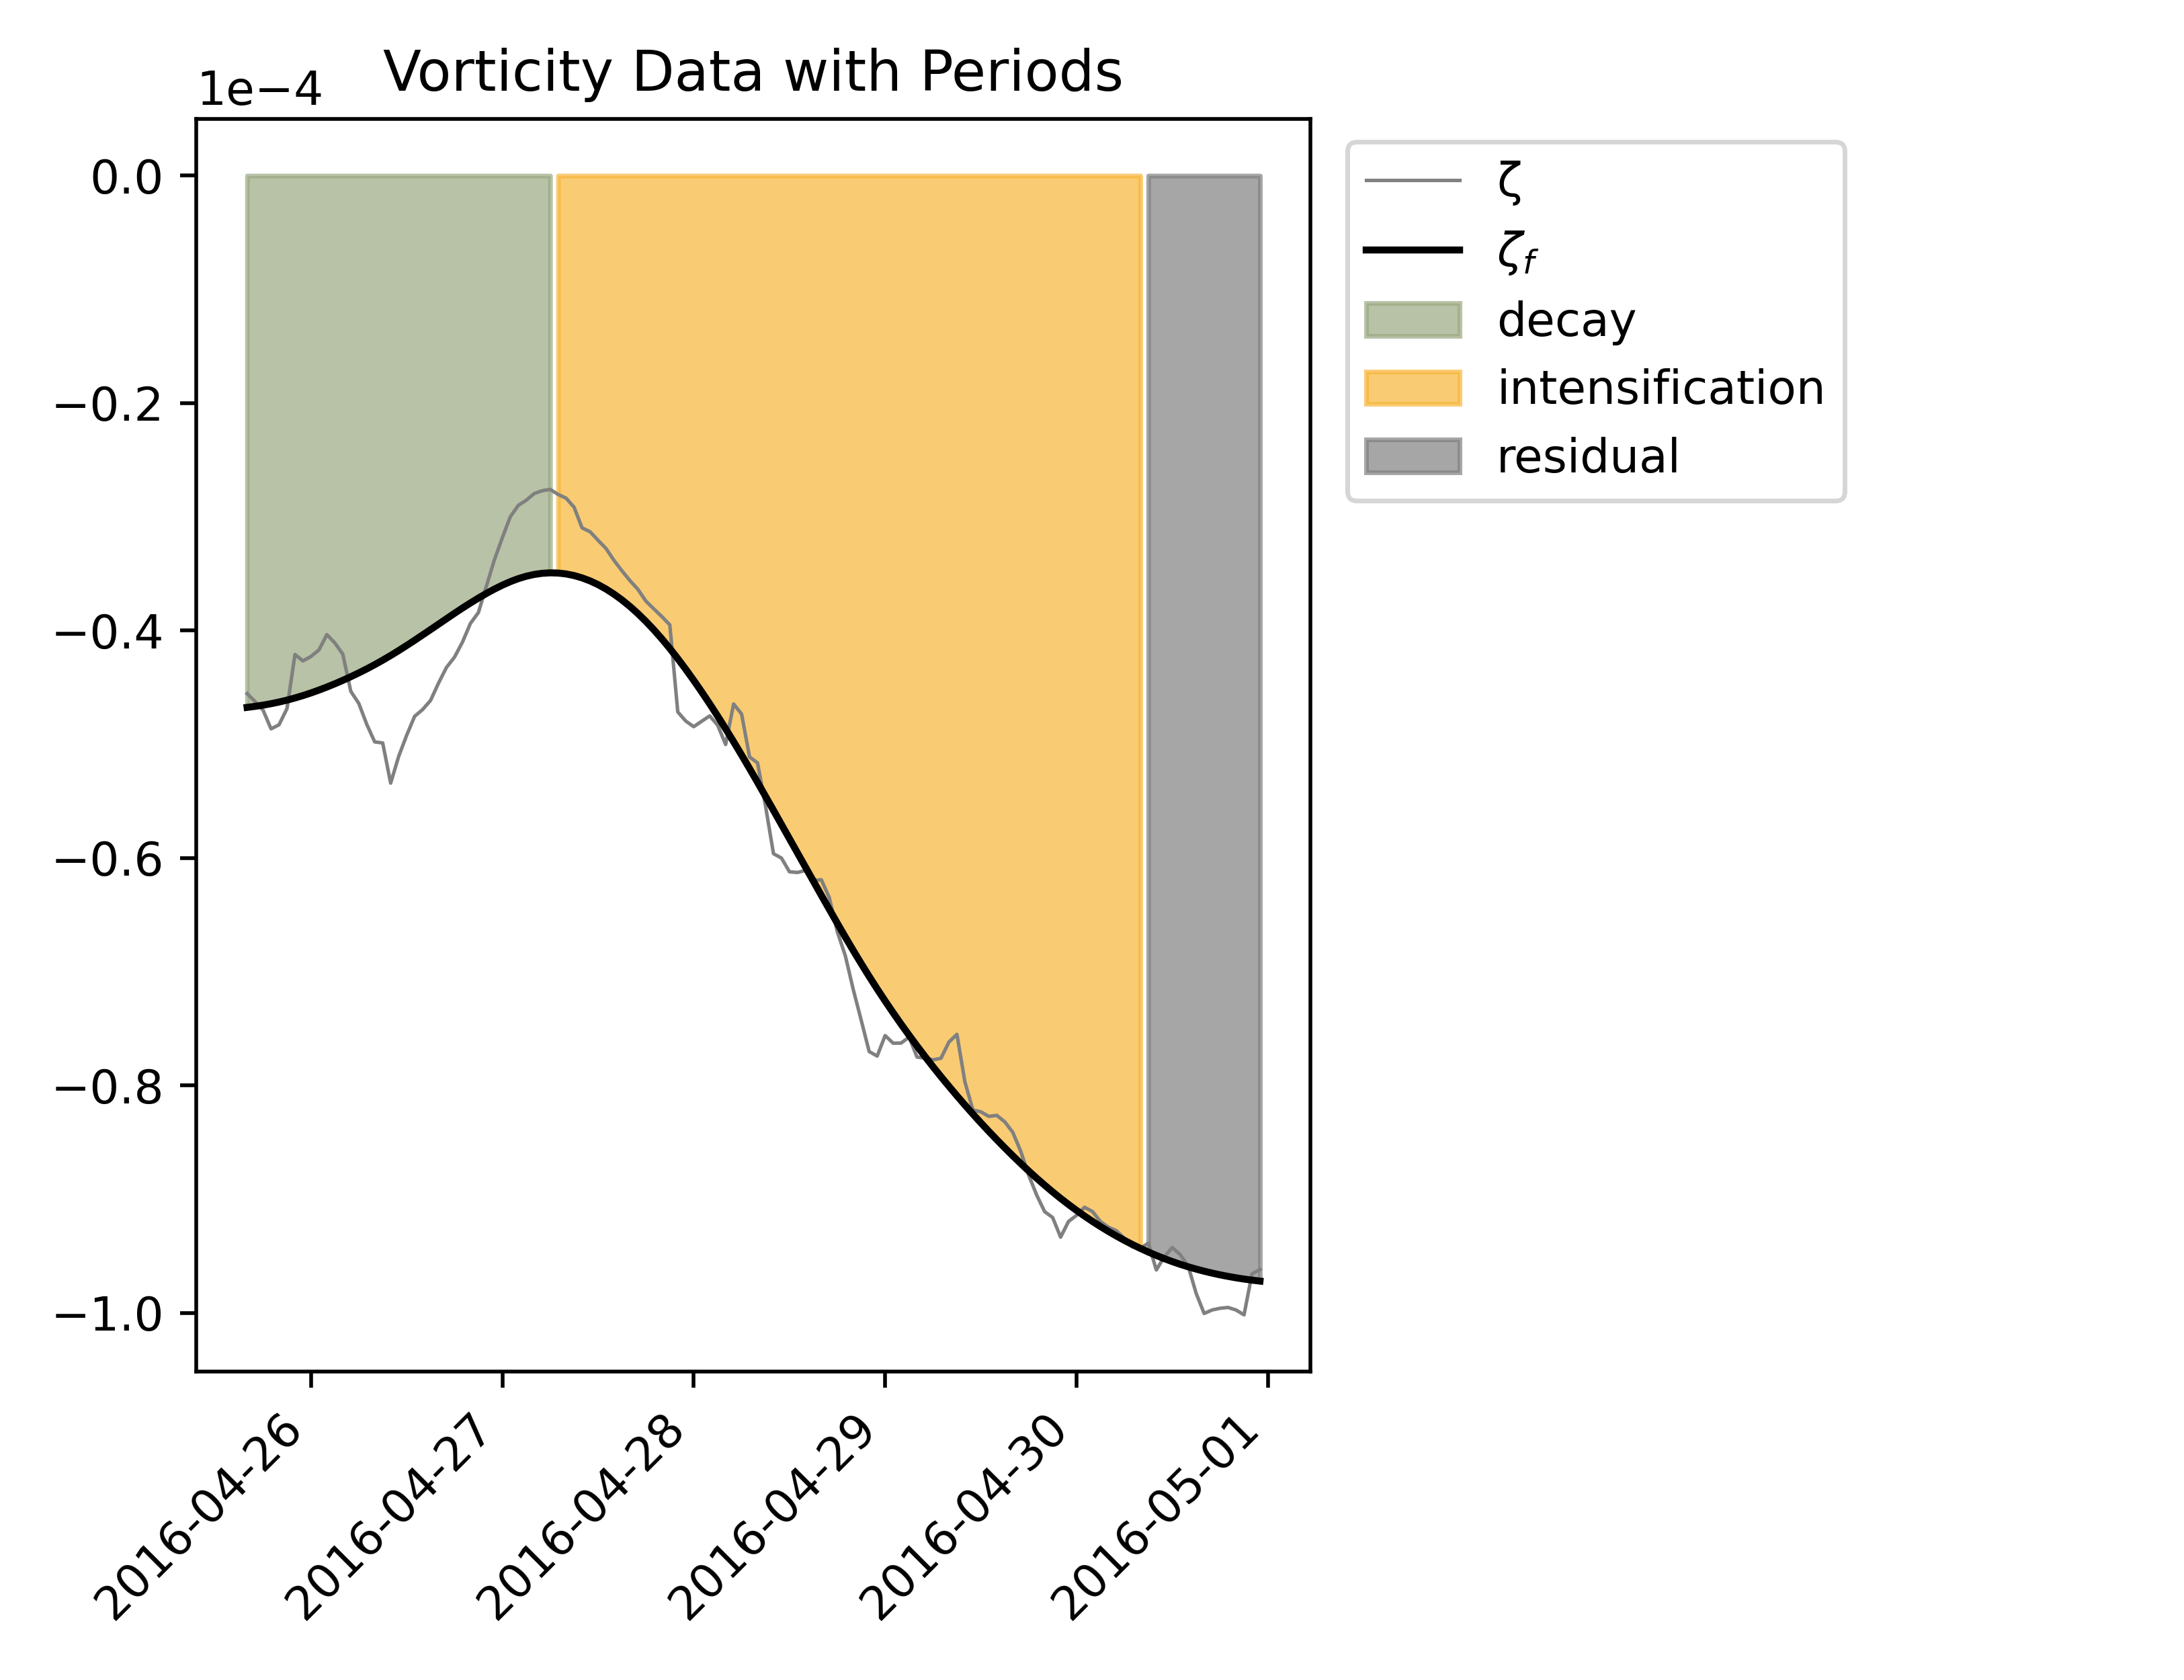 Vorticity Data with Periods
1e−4
0.0
−0.2
−0.4
−0.6
−0.8
−1.0
2016-04-26
2016-04-27
2016-04-28
2016-04-29
2016-04-30
2016-05-01
ζ
ζf
decay
intensification
residual